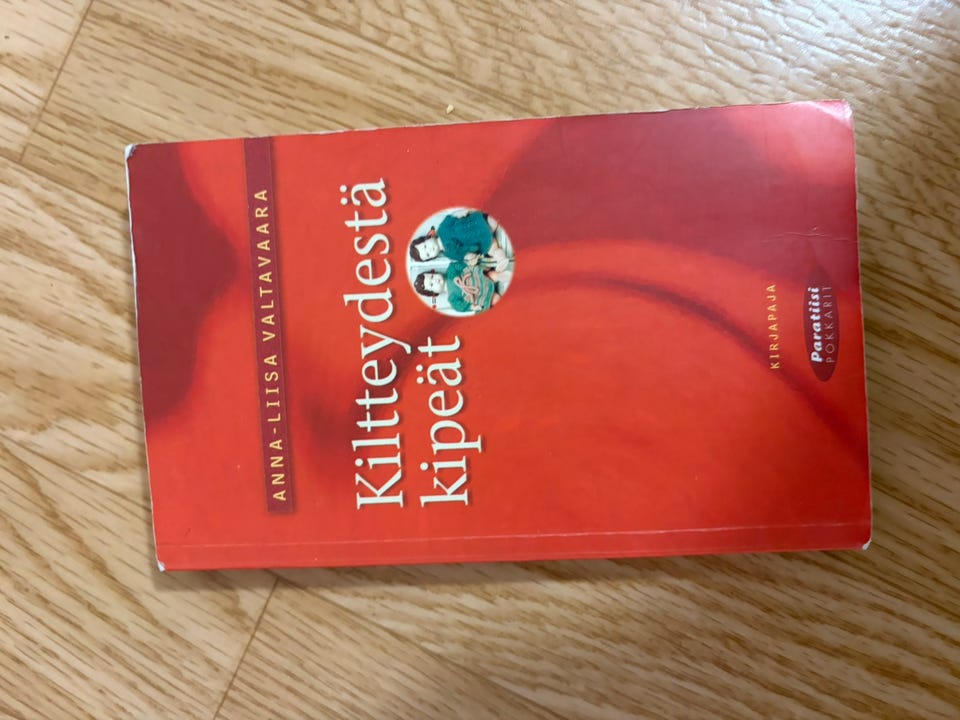 ANNA-LIISA VALTAVAARA
Kiltteydestä
kipeät
KIRJAPAJA
Paratiisi
POKKARIT